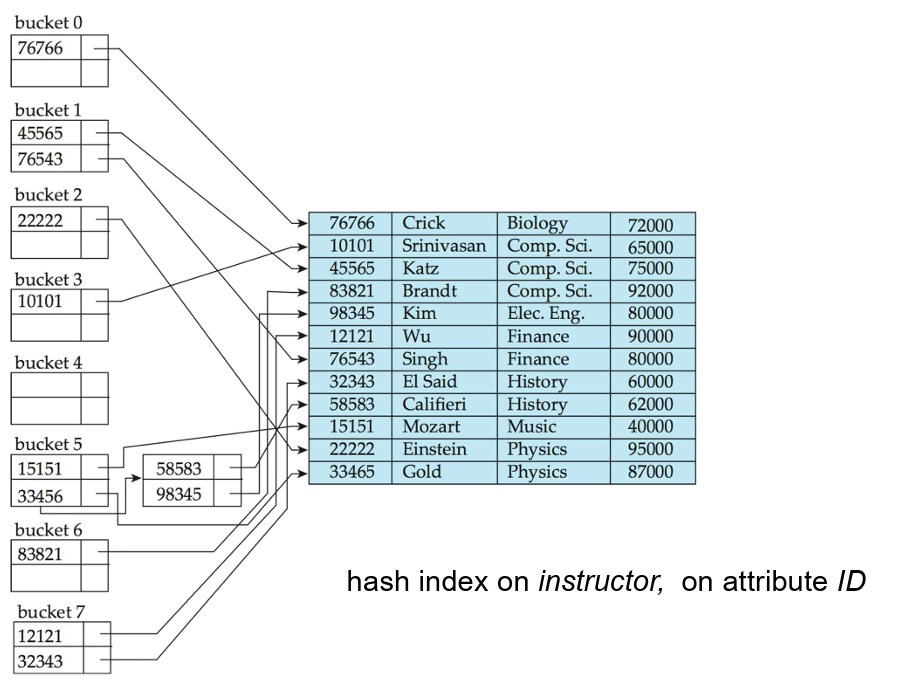 bucket 0
76766
bucket 1
45565
76543
bucket 2
22222
bucket 3
10101
bucket 4
bucket 5
15151
33456
58583
98345
bucket 6
83821
bucket 7
12121
32343
76766 Crick Biology 72000
10101 Srinivasan Comp. Sci. 65000
45565 Katz Comp. Sci. 75000
83821 Brandt Comp. Sci. 92000
98345 Kim Elec. Eng. 80000
12121 Wu Finance 90000
76543 Singh Finance 80000
32343 El Said History 60000
58583 Califieri History 62000
15151 Mozart Music 40000
22222 Einstein Physics 95000
33465 Gold Physics 87000
hash index on instructor, on attribute ID